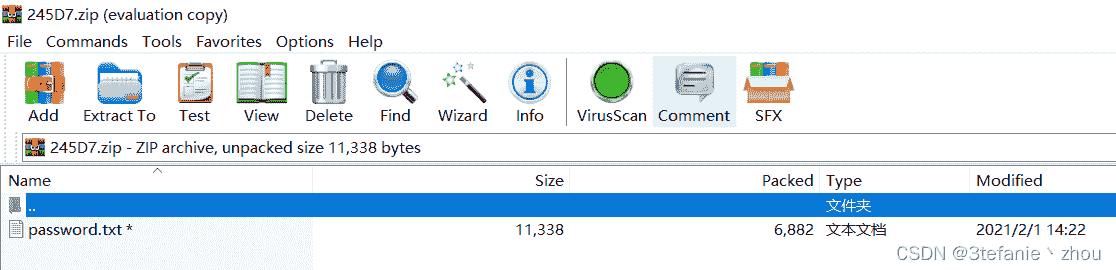 245D7.zip (evaluation copy)
File Commands Tools Favorites Options Help
Add Extract To Test View Delete Find Wizard Info VirusScan Comment SFX
245D7.zip - ZIP archive, unpacked size 11,338 bytes
Name Size Packed Type Modified
.. 文件夹
password.txt * 11,338 6,882 文本文档 2021/2/1 14:22
CSDN @3tefanie丶zhou